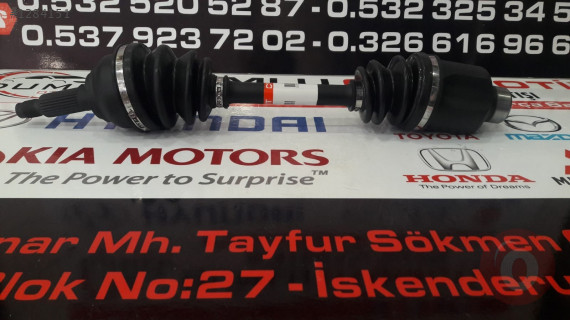 0.532 520 52 87 - 0.532 325 34 5
0.537 923 72 02 - 0.326 616 96 6
HYUNDAI
TOYOTA
mazda
KIA MOTORS
The Power to Surprise™
HONDA
The Power of Dreams
nar Mh. Tayfur Sökmen
Blok No:27 - İskenderu